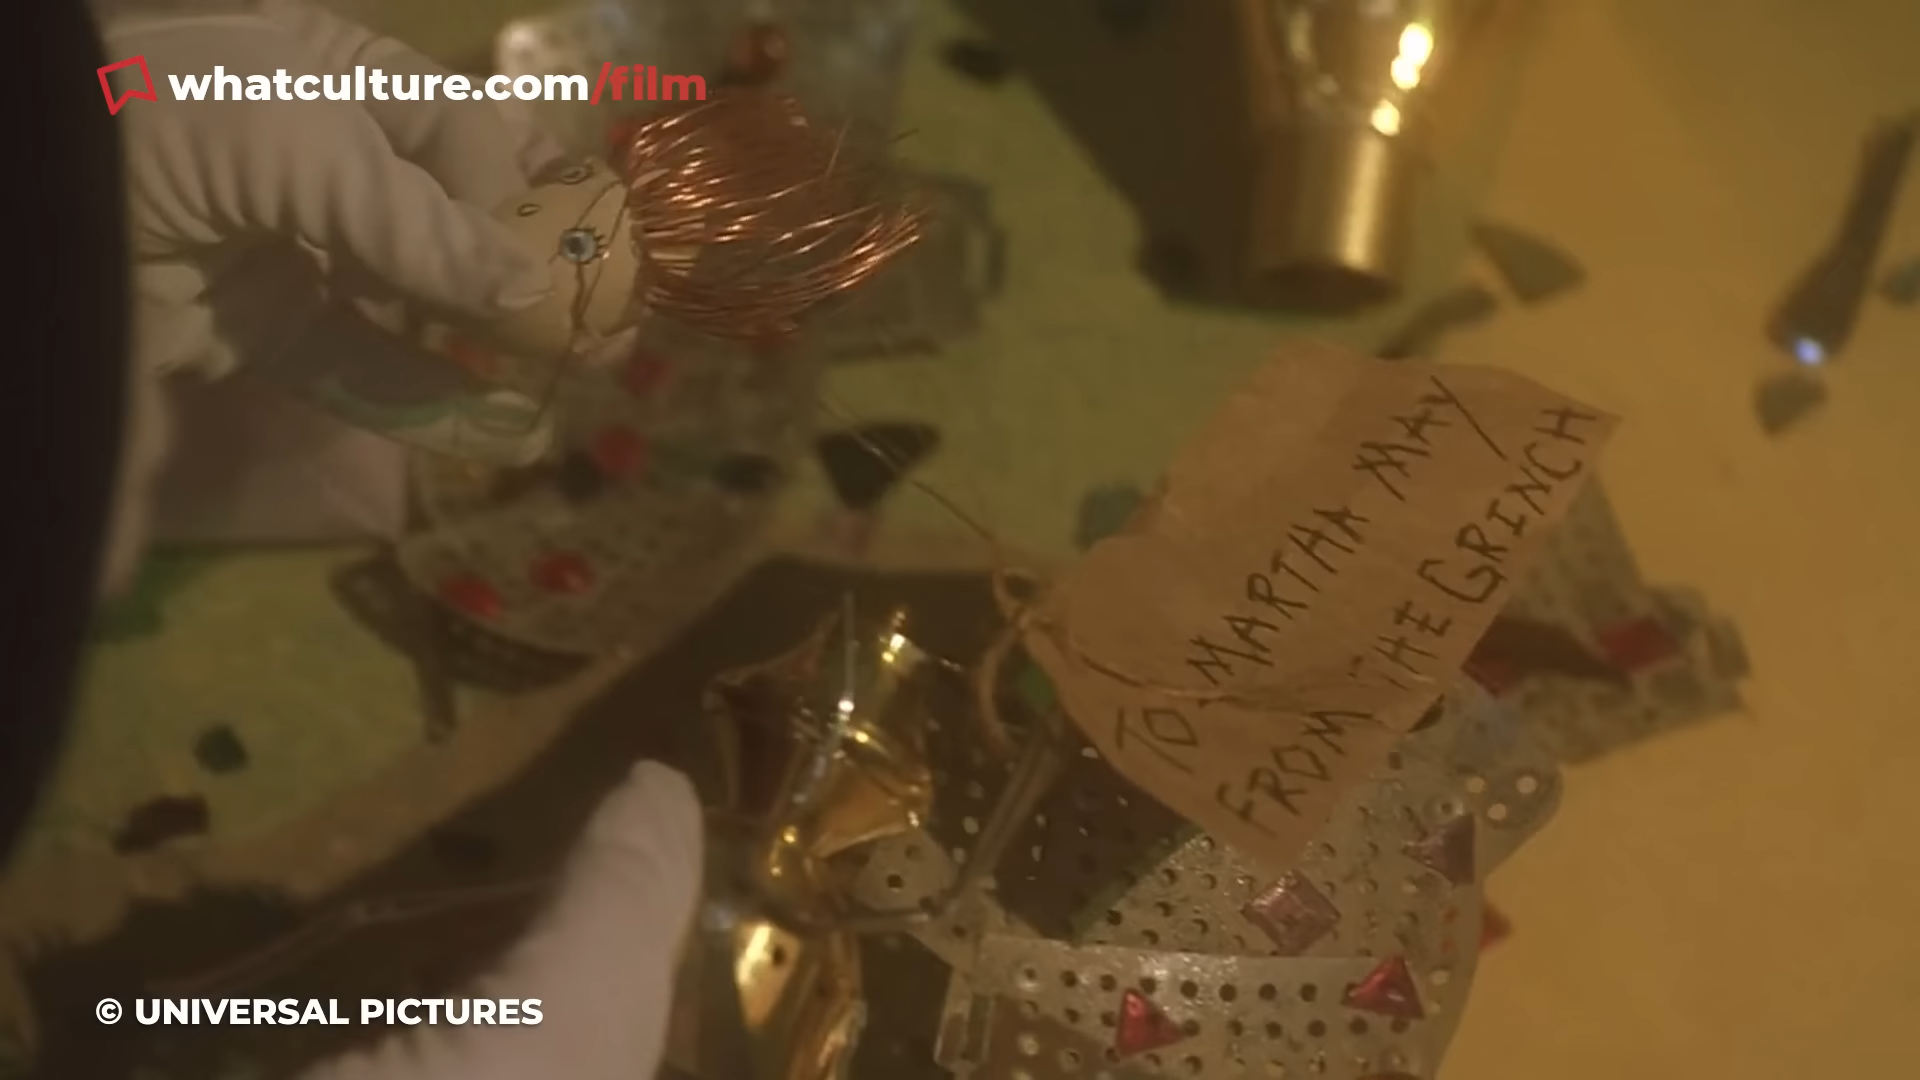 whatculture.com/film
TO MARTHA MAY
FROM THE GRINCH
© UNIVERSAL PICTURES